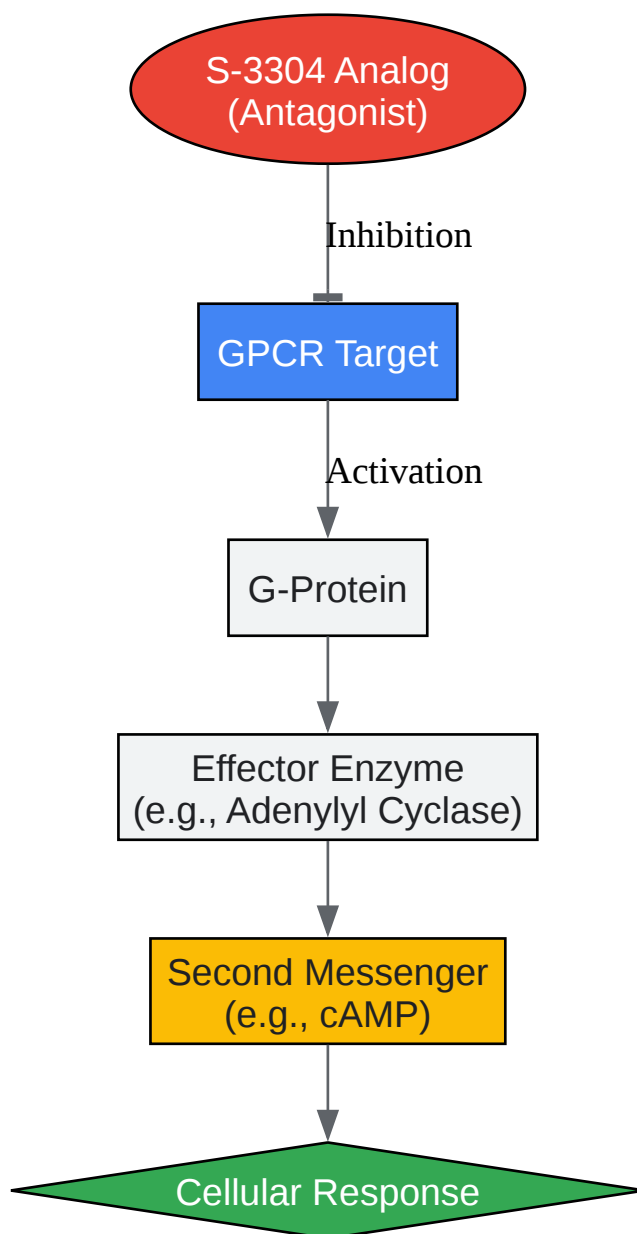 S-3304 Analog
(Antagonist)
Inhibition
GPCR Target
Activation
G-Protein
Effector Enzyme
(e.g., Adenylyl Cyclase)
Second Messenger
(e.g., cAMP)
Cellular Response